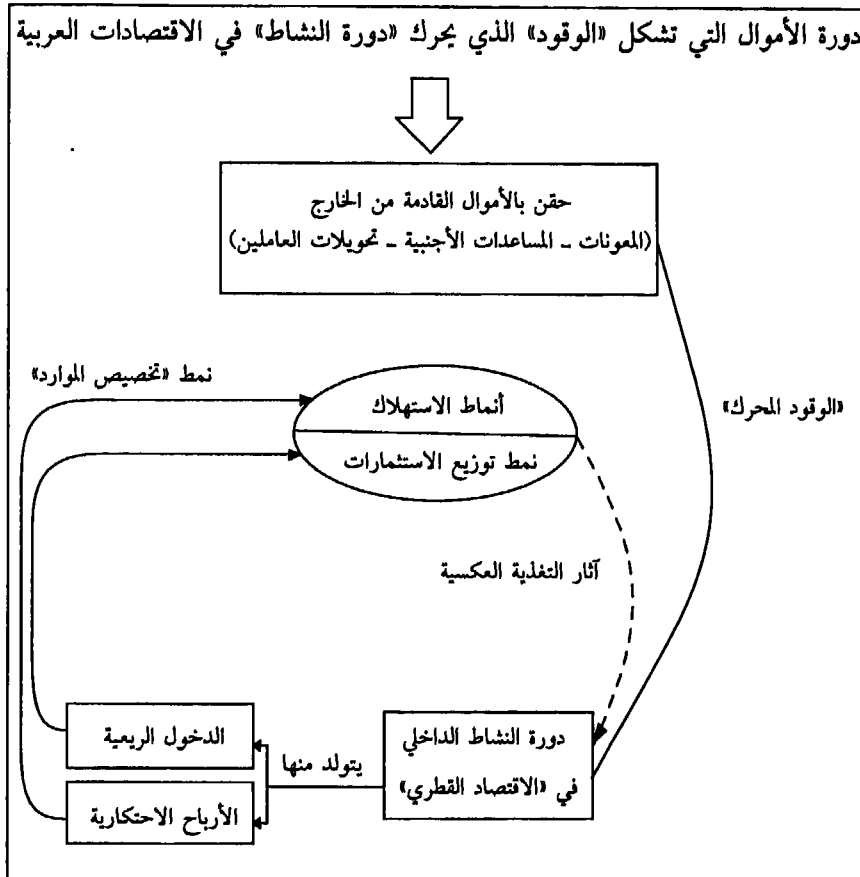 دورة الأموال التي تشكل «الوقود» الذي يحرك «دورة النشاط» في الاقتصادات العربية
حقن بالأموال القادمة من الخارج
(المعونات - المساعدات الأجنبية - تحويلات العاملين)
نمط «تخصيص الموارد»
«الوقود المحرك»
أنماط الاستهلاك
نمط توزيع الاستثمارات
آثار التغذية العكسية
دورة النشاط الداخلي
في «الاقتصاد القطري»
يتولد منها
الدخول الريعية
الأرباح الاحتكارية